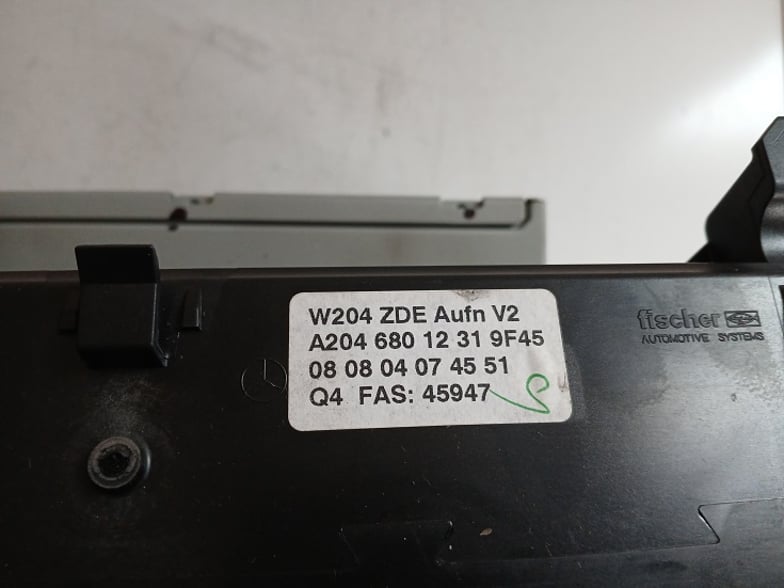 W204 ZDE Aufn V2
A204 680 12 31 9F45
08 08 04 07 45 51
Q4 FAS: 45947
fischer
AUTOMOTIVE SYSTEMS